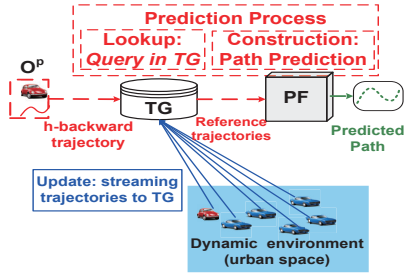 Prediction Process
Lookup:
Query in TG
Construction:
Path Prediction
O^p
TG
PF
h-backward
trajectory
Reference
trajectories
Predicted
Path
Update: streaming
trajectories to TG
Dynamic environment
(urban space)